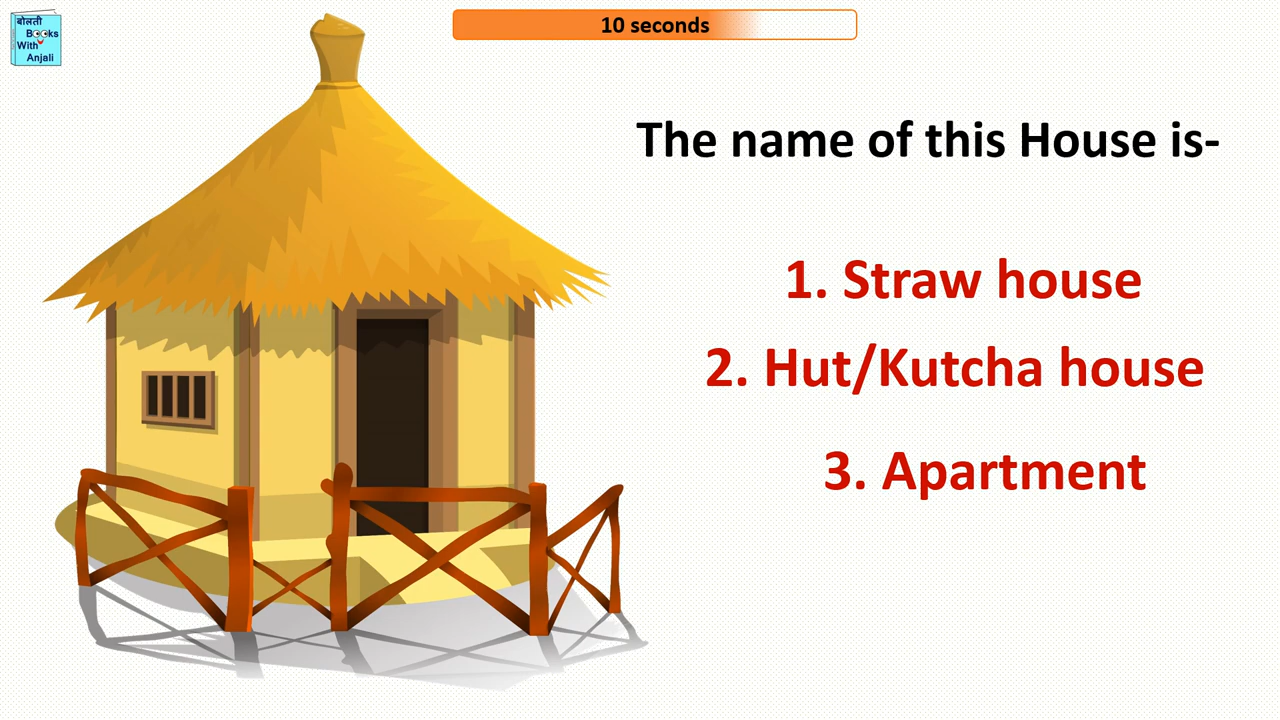 बोलती
Books
With
Anjali
10 seconds
The name of this House is-
1. Straw house
2. Hut/Kutcha house
3. Apartment